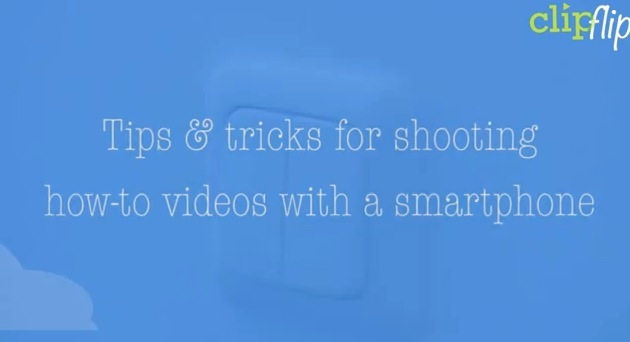 clipflip
Tips & tricks for shooting
how-to videos with a smartphone